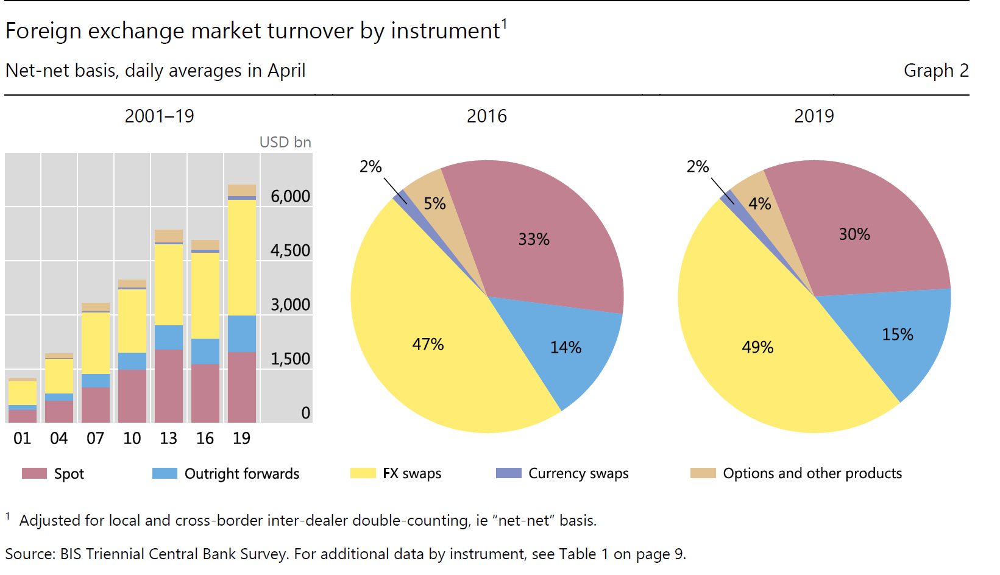 Foreign exchange market turnover by instrument¹
Net-net basis, daily averages in April
Graph 2
2001–19
2016
2019
USD bn
6,000
4,500
3,000
1,500
0
01 04 07 10 13 16 19
2%
5%
33%
47%
14%
2%
4%
30%
49%
15%
Spot
Outright forwards
FX swaps
Currency swaps
Options and other products
¹ Adjusted for local and cross-border inter-dealer double-counting, ie “net-net” basis.
Source: BIS Triennial Central Bank Survey. For additional data by instrument, see Table 1 on page 9.